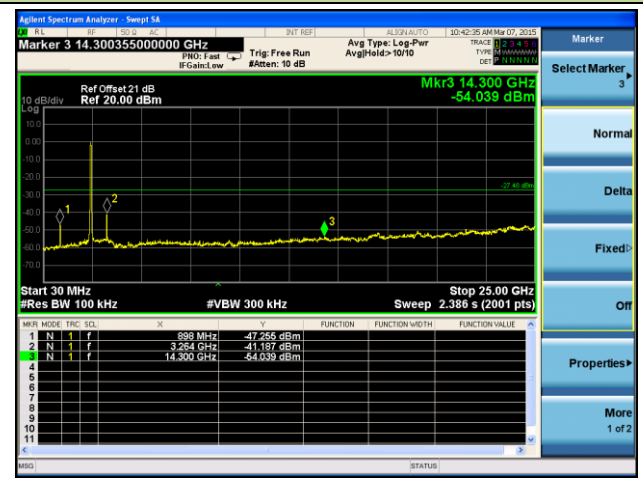 Agilent Spectrum Analyzer - Swept SA
RL RF 50 Ω AC INT REF ALIGNAUTO 10:42:35 AM Mar 07, 2015
Marker 3 14.300355000000 GHz
PNO: Fast
IFGain:Low
Trig: Free Run
#Atten: 10 dB
Avg Type: Log-Pwr
Avg|Hold:>10/10
TRACE 1 2 3 4 5 6
TYPE M
DET P N N N N N
Ref Offset 21 dB
10 dB/div Ref 20.00 dBm
Log
Mkr3 14.300 GHz
-54.039 dBm
10.0
0.00
-10.0
-20.0
-30.0
-40.0
-50.0
-60.0
-70.0
-27.40 dBm
1
2
3
Start 30 MHz
#Res BW 100 kHz
#VBW 300 kHz
Stop 25.00 GHz
Sweep 2.386 s (2001 pts)
MKR MODE TRC SCL X Y FUNCTION FUNCTION WIDTH FUNCTION VALUE
1 N 1 f 898 MHz -47.255 dBm
2 N 1 f 3.264 GHz -41.187 dBm
3 N 1 f 14.300 GHz -54.039 dBm
4
5
6
7
8
9
10
11
MSG STATUS
Marker
Select Marker
3
Normal
Delta
Fixed
Off
Properties
More
1 of 2